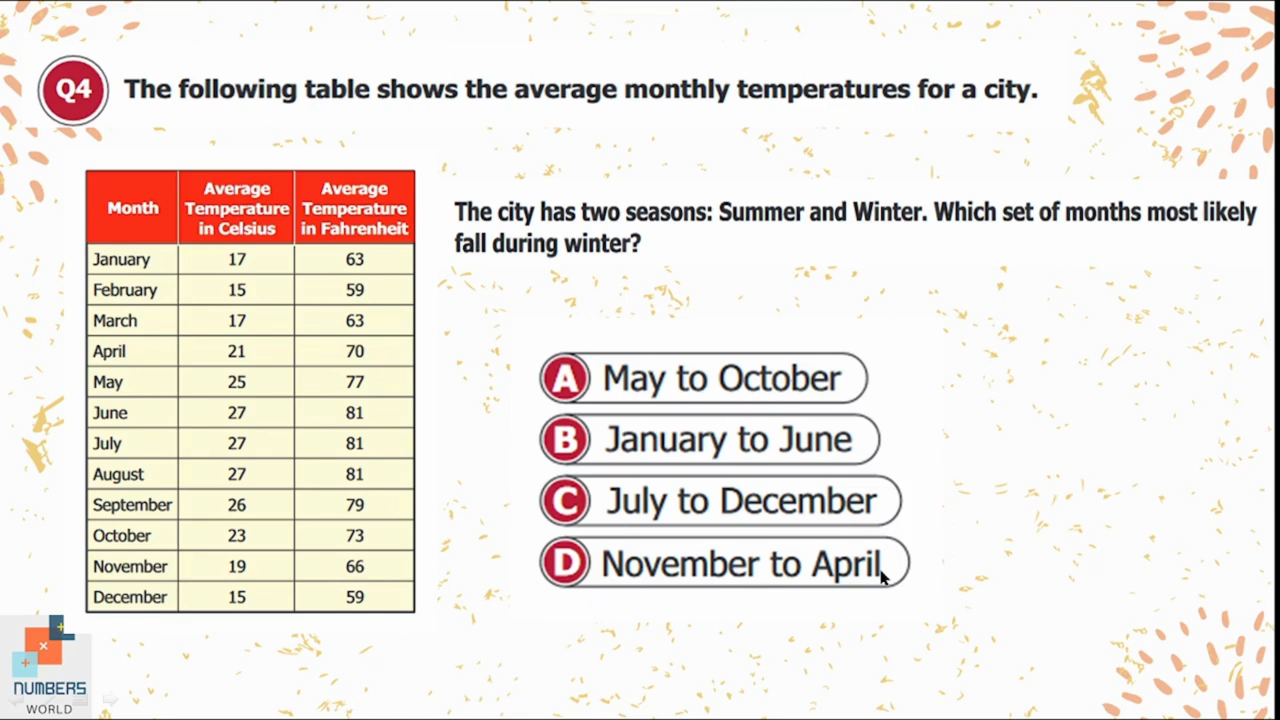 Q4
The following table shows the average monthly temperatures for a city.
Month Average Temperature in Celsius Average Temperature in Fahrenheit
January 17 63
February 15 59
March 17 63
April 21 70
May 25 77
June 27 81
July 27 81
August 27 81
September 26 79
October 23 73
November 19 66
December 15 59
The city has two seasons: Summer and Winter. Which set of months most likely
fall during winter?
A May to October
B January to June
C July to December
D November to April
NUMBERS
WORLD